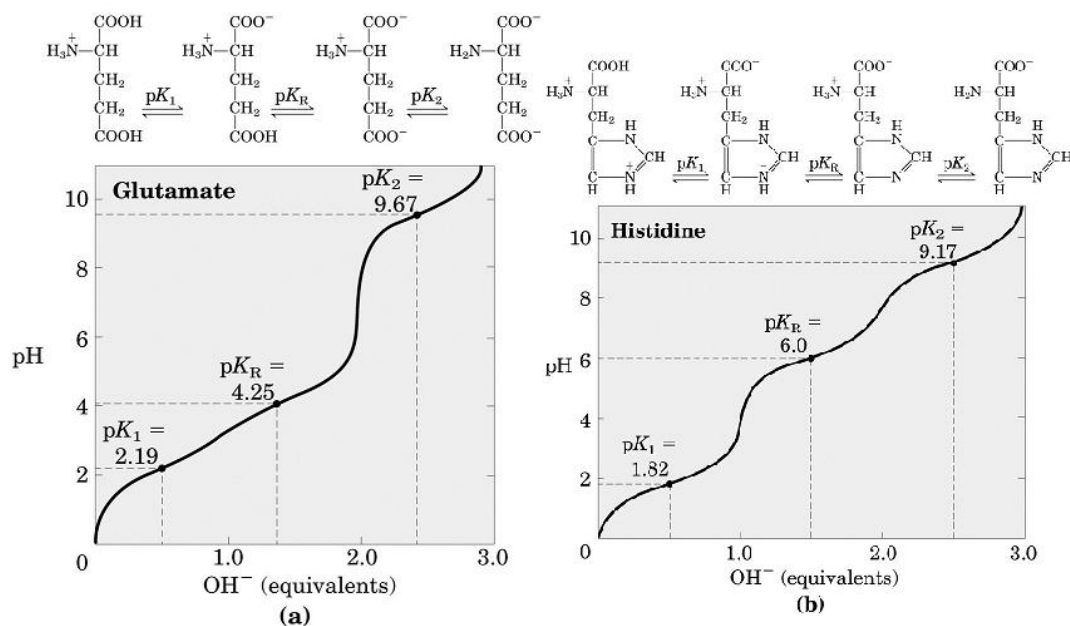 COOH
H₃N⁺—CH
CH₂
CH₂
COOH
pK₁
COO⁻
H₃N⁺—CH
CH₂
CH₂
COOH
pKR
COO⁻
H₃N⁺—CH
CH₂
CH₂
COO⁻
pK₂
COO⁻
H₂N—CH
CH₂
CH₂
COO⁻
Glutamate
pK₂ =
9.67
pKR =
4.25
pK₁ =
2.19
pH
10
8
6
4
2
0
1.0
2.0
3.0
OH⁻ (equivalents)
(a)
COOH
H₃N⁺—CH
CH₂
C
H
N
CH
C
H
N⁺
H
pK₁
CH
CH₂
C
H
N
CH
C
H
N
H
pKR
COO⁻
H₃N⁺—CH
CH₂
C
H
N
CH
C
H
N
pK₂
COO⁻
H₂N—CH
CH₂
C
H
N
CH
C
H
N
Histidine
pK₂ =
9.17
pKR =
6.0
pK₁ =
1.82
pH
10
8
6
4
2
0
1.0
2.0
3.0
OH⁻ (equivalents)
(b)